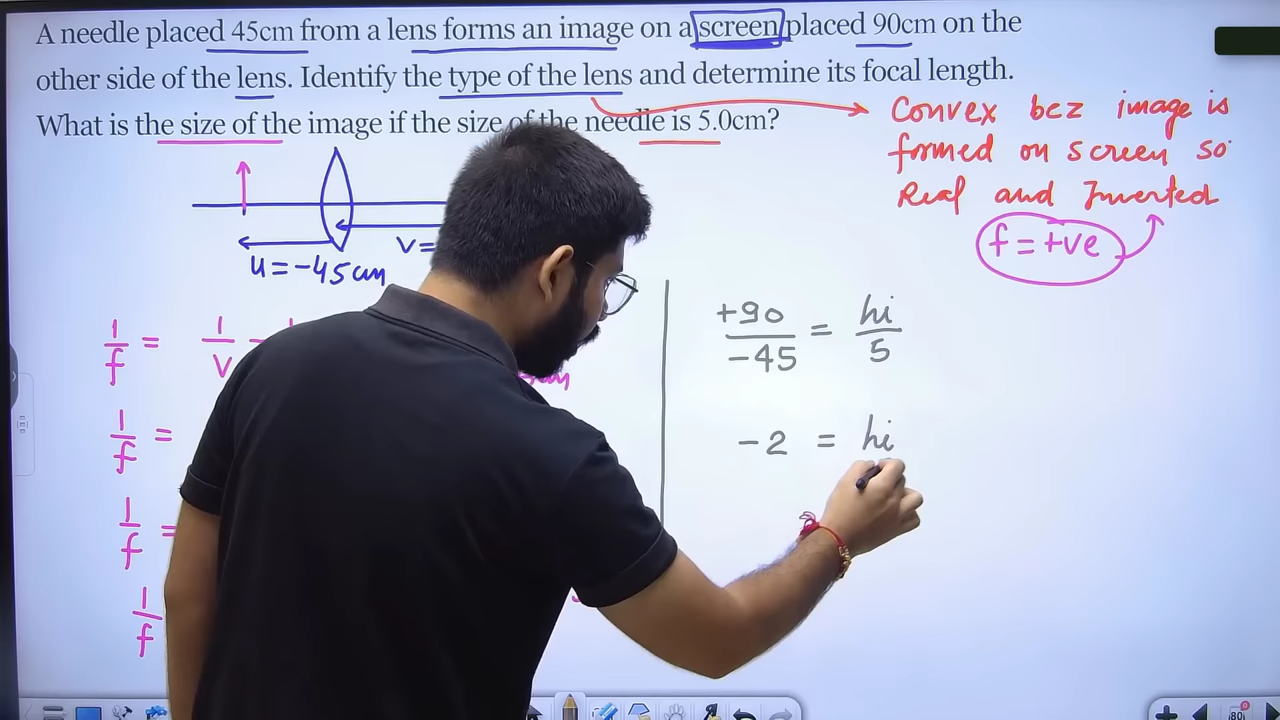 A needle placed 45cm from a lens forms an image on a screen placed 90cm on the
other side of the lens. Identify the type of the lens and determine its focal length.
What is the size of the image if the size of the needle is 5.0cm?
Convex bcz image is
formed on screen so
Real and Inverted
f = +ve
u = -45cm
v =
1/f = 1/v -
1/f =
1/f =
1/f
+90/-45 = hi/5
-2 = hi
80